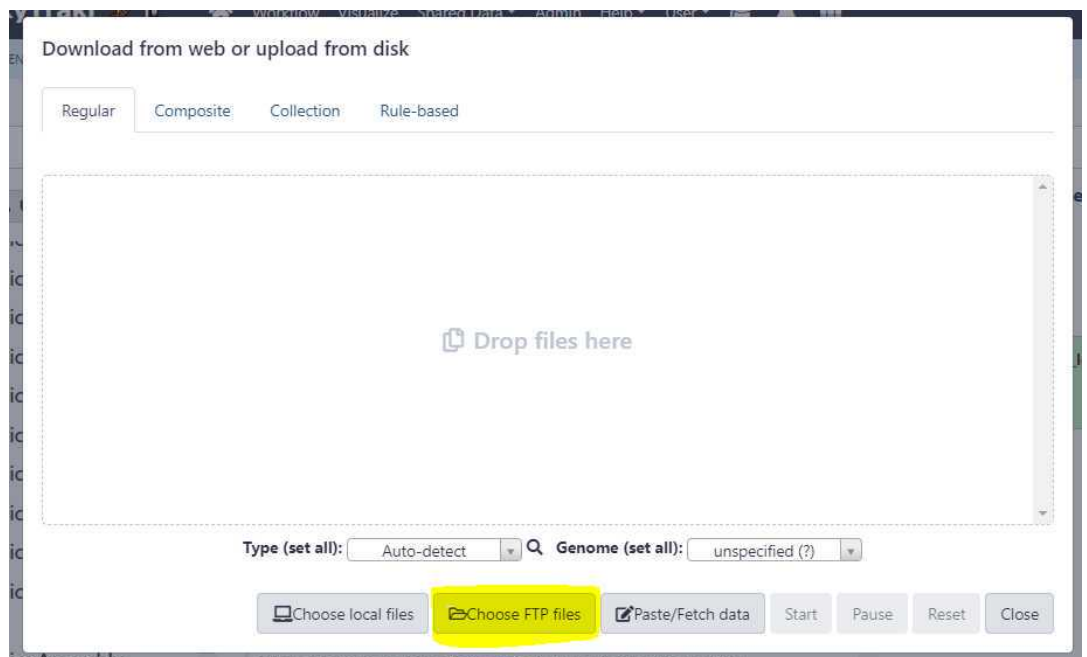 Workflow Visualize Shared Data Admin Help User
Download from web or upload from disk
Regular Composite Collection Rule-based
Drop files here
Type (set all): Auto-detect Genome (set all): unspecified (?)
Choose local files Choose FTP files Paste/Fetch data Start Pause Reset Close